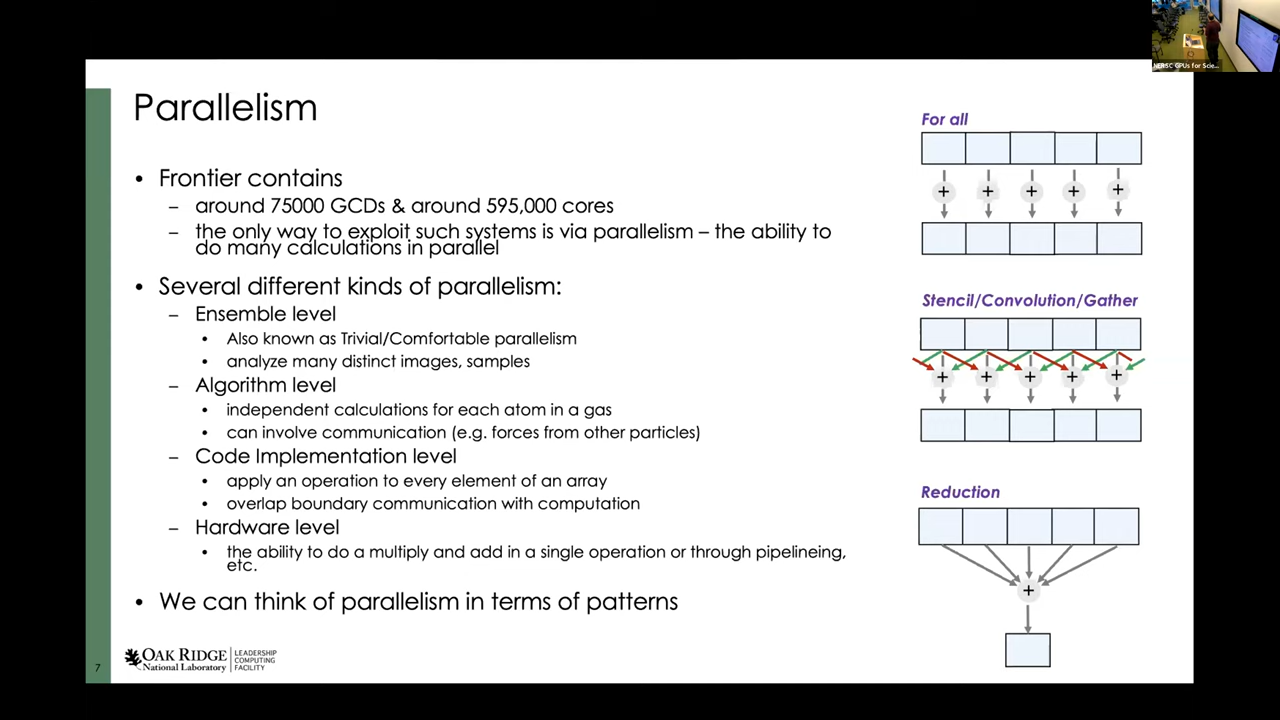 NERSC GPUs for Scie...
Parallelism
• Frontier contains
– around 75000 GCDs & around 595,000 cores
– the only way to exploit such systems is via parallelism – the ability to
do many calculations in parallel
• Several different kinds of parallelism:
– Ensemble level
• Also known as Trivial/Comfortable parallelism
• analyze many distinct images, samples
– Algorithm level
• independent calculations for each atom in a gas
• can involve communication (e.g. forces from other particles)
– Code Implementation level
• apply an operation to every element of an array
• overlap boundary communication with computation
– Hardware level
• the ability to do a multiply and add in a single operation or through pipelineing,
etc.
• We can think of parallelism in terms of patterns
For all
+ + + + +
Stencil/Convolution/Gather
+ + + + +
Reduction
+
7
OAK RIDGE
National Laboratory
LEADERSHIP
COMPUTING
FACILITY